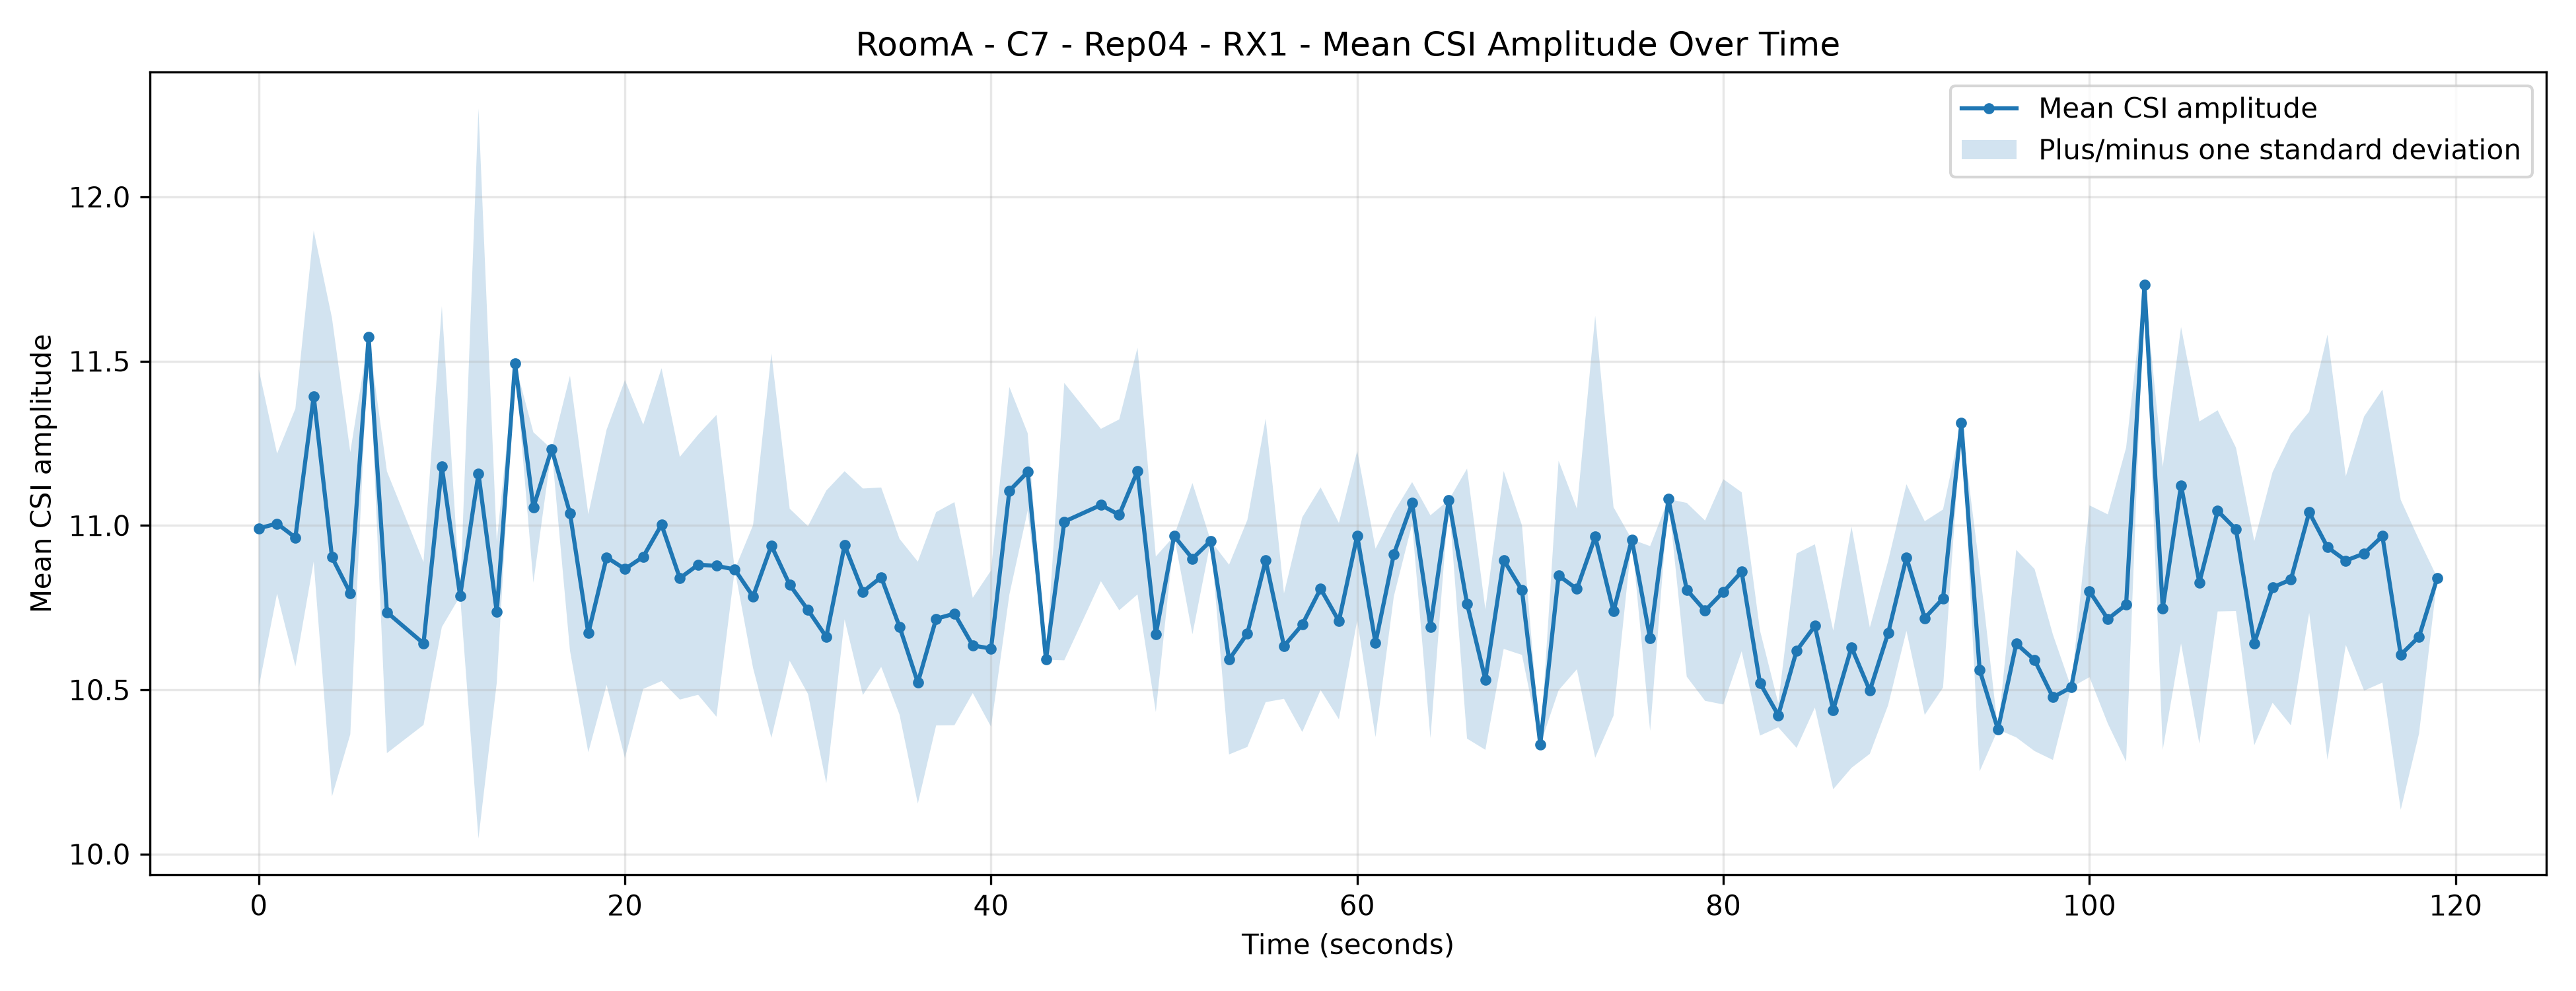 RoomA - C7 - Rep04 - RX1 - Mean CSI Amplitude Over Time
Mean CSI amplitude
Plus/minus one standard deviation
Mean CSI amplitude
12.0
11.5
11.0
10.5
10.0
0 20 40 60 80 100 120
Time (seconds)